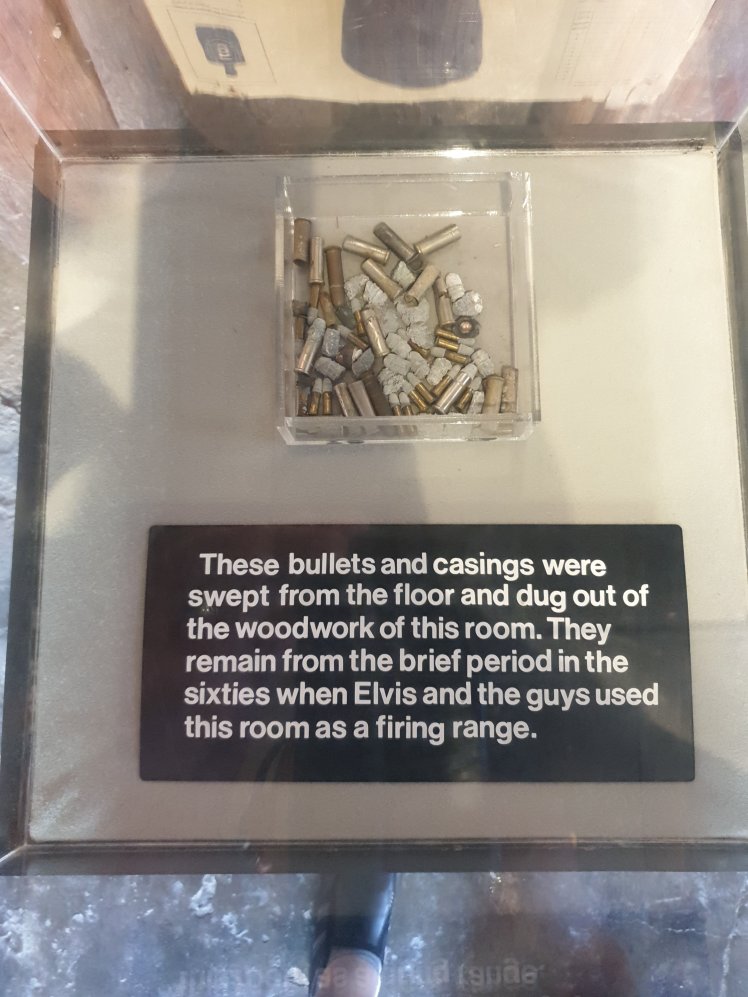 These bullets and casings were
swept from the floor and dug out of
the woodwork of this room. They
remain from the brief period in the
sixties when Elvis and the guys used
this room as a firing range.